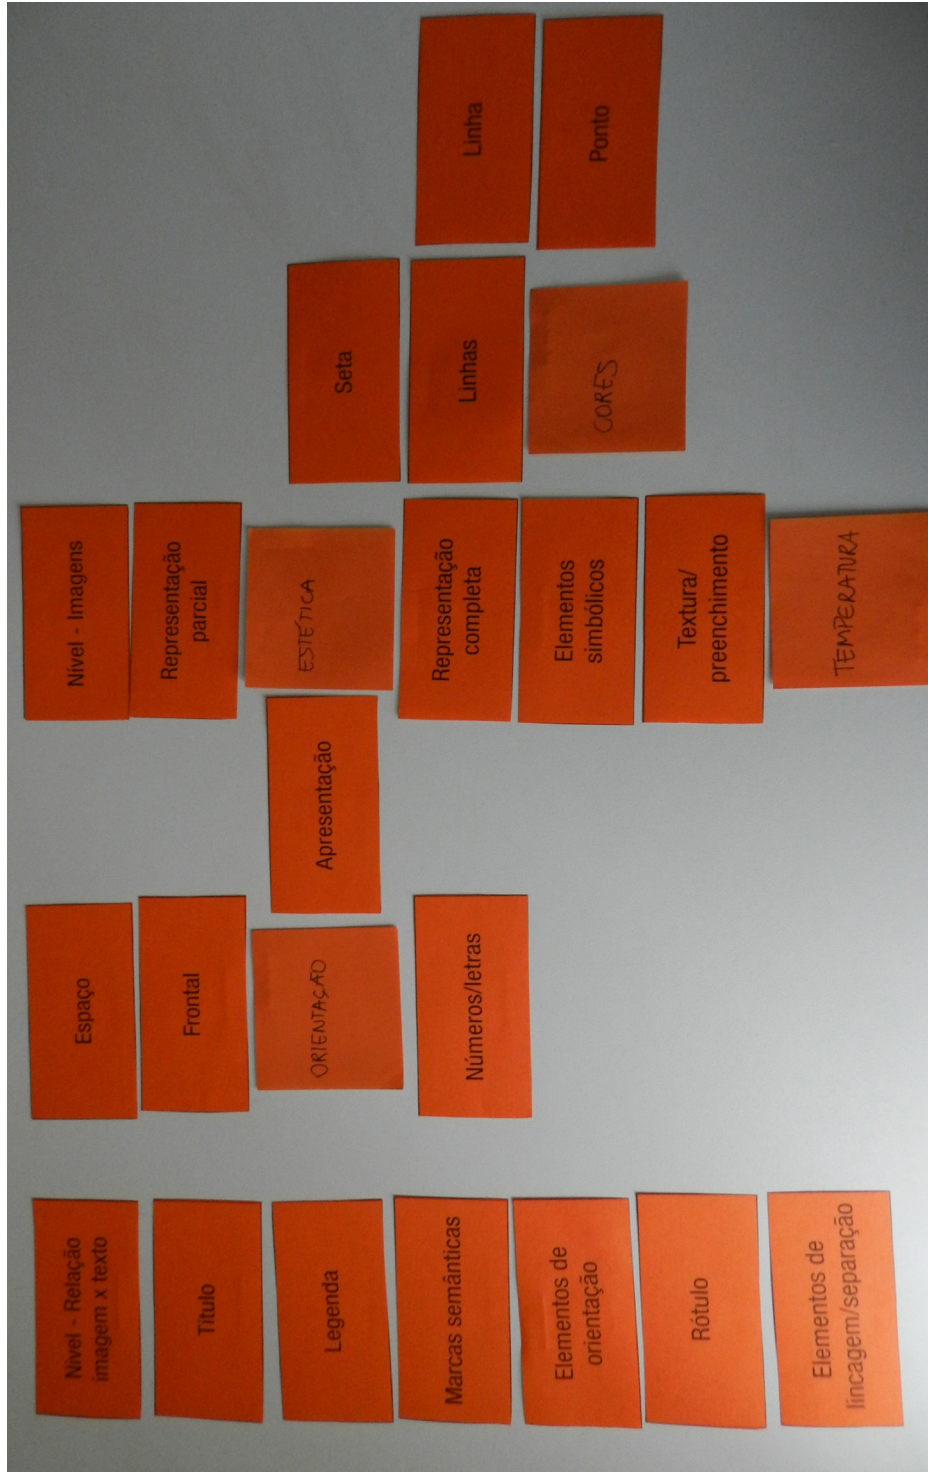 Nível - Relação
imagem x texto
Título
Legenda
Marcas semânticas
Elementos de
orientação
Rótulo
Elementos de
lincagem/separação
Espaço
Frontal
ORIENTAÇÃO
Números/letras
Apresentação
Nível - Imagens
Representação
parcial
ESTÉTICA
Representação
completa
Elementos
simbólicos
Textura/
preenchimento
TEMPERATURA
Seta
Linhas
CORES
Linha
Ponto